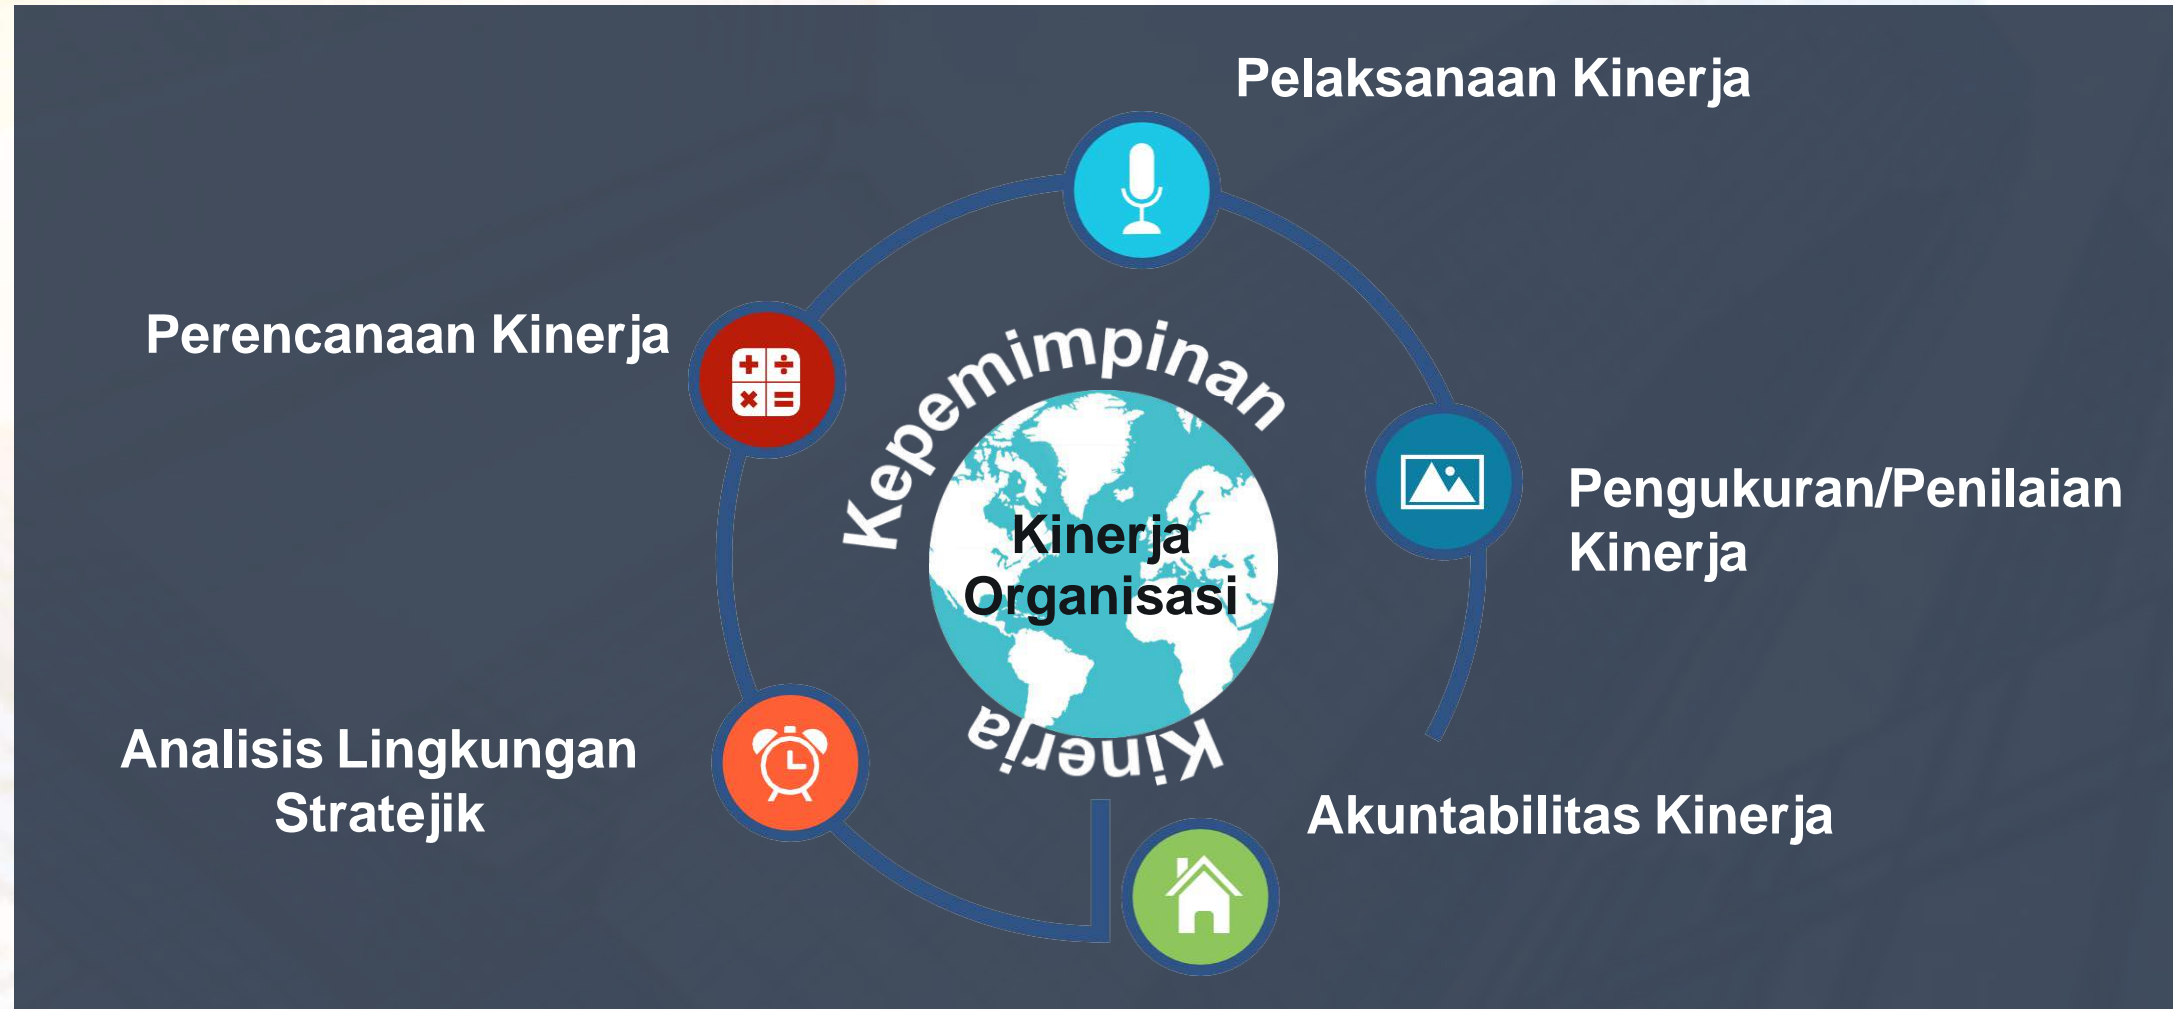 Pelaksanaan Kinerja
Perencanaan Kinerja
Kepemimpinan
Kinerja
Organisasi
Kinerja
Pengukuran/Penilaian
Kinerja
Analisis Lingkungan
Stratejik
Akuntabilitas Kinerja